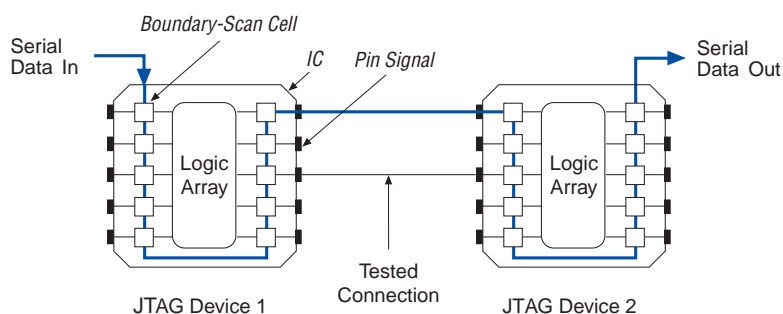 Boundary-Scan Cell
Serial
Data In
IC
Pin Signal
Serial
Data Out
Logic
Array
Logic
Array
Tested
Connection
JTAG Device 1
JTAG Device 2